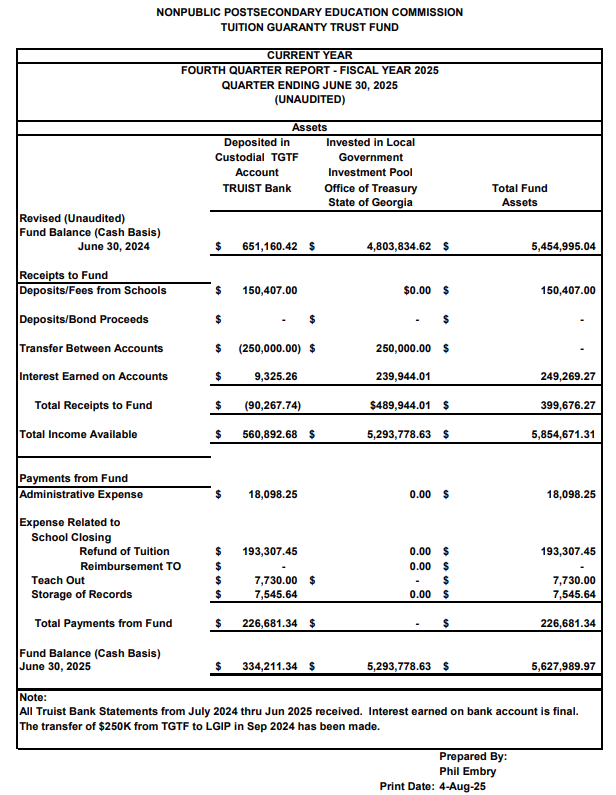 NONPUBLIC POSTSECONDARY EDUCATION COMMISSION
TUITION GUARANTY TRUST FUND
CURRENT YEAR
FOURTH QUARTER REPORT - FISCAL YEAR 2025
QUARTER ENDING JUNE 30, 2025
(UNAUDITED)
Assets
Deposited in Invested in Local
Custodial TGTF Government
Account Investment Pool
TRUIST Bank Office of Treasury Total Fund
State of Georgia Assets
Revised (Unaudited)
Fund Balance (Cash Basis)
June 30, 2024 $ 651,160.42 $ 4,803,834.62 $ 5,454,995.04
Receipts to Fund
Deposits/Fees from Schools $ 150,407.00 $0.00 $ 150,407.00
Deposits/Bond Proceeds $ - $ - $ -
Transfer Between Accounts $ (250,000.00) $ 250,000.00 $ -
Interest Earned on Accounts $ 9,325.26 239,944.01 249,269.27
Total Receipts to Fund $ (90,267.74) $489,944.01 $ 399,676.27
Total Income Available $ 560,892.68 $ 5,293,778.63 $ 5,854,671.31
Payments from Fund
Administrative Expense $ 18,098.25 0.00 $ 18,098.25
Expense Related to
School Closing
Refund of Tuition $ 193,307.45 0.00 $ 193,307.45
Reimbursement TO $ - 0.00 $ -
Teach Out $ 7,730.00 $ - $ 7,730.00
Storage of Records $ 7,545.64 0.00 $ 7,545.64
Total Payments from Fund $ 226,681.34 $ - $ 226,681.34
Fund Balance (Cash Basis)
June 30, 2025 $ 334,211.34 $ 5,293,778.63 $ 5,627,989.97
Note:
All Truist Bank Statements from July 2024 thru Jun 2025 received. Interest earned on bank account is final.
The transfer of $250K from TGTF to LGIP in Sep 2024 has been made.
Prepared By:
Phil Embry
Print Date: 4-Aug-25